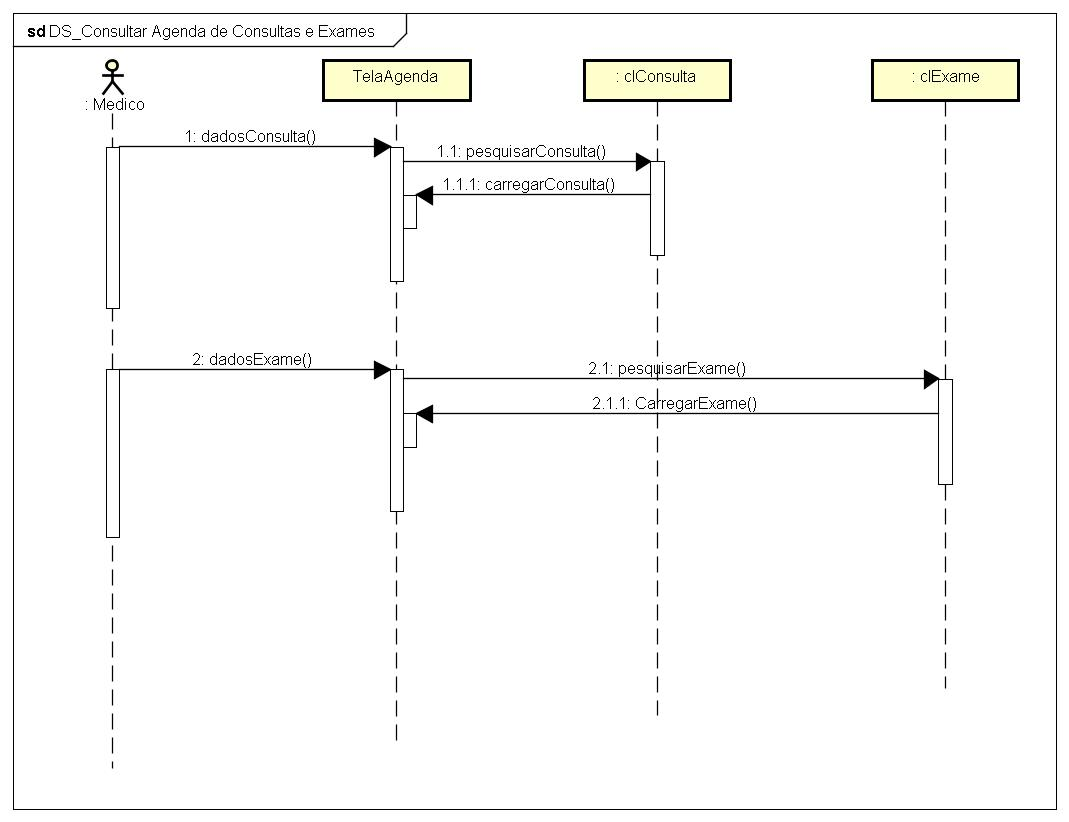 sd DS_Consultar Agenda de Consultas e Exames
: Medico
TelaAgenda
: clConsulta
: clExame
1: dadosConsulta()
1.1: pesquisarConsulta()
1.1.1: carregarConsulta()
2: dadosExame()
2.1: pesquisarExame()
2.1.1: CarregarExame()